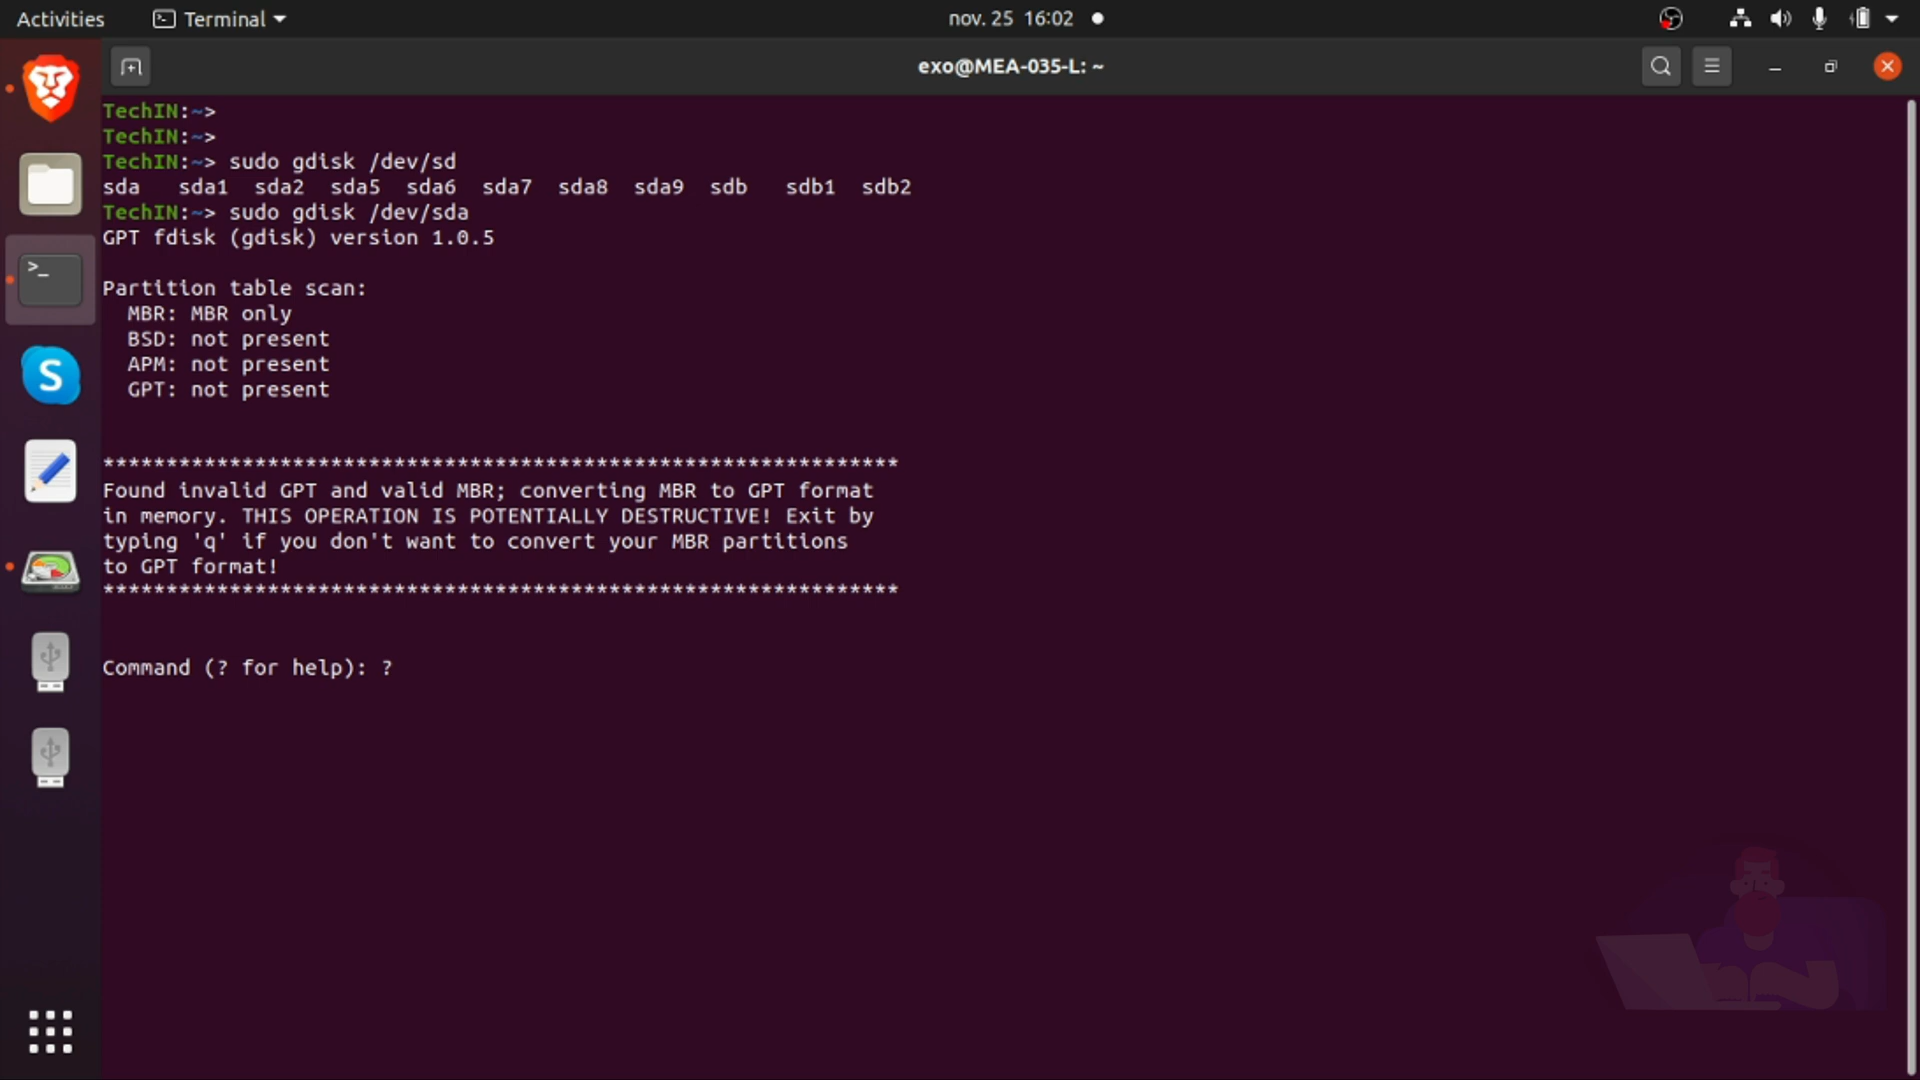 Activities
Terminal
nov. 25 16:02
exo@MEA-035-L: ~
TechIN:~>
TechIN:~>
TechIN:~> sudo gdisk /dev/sd
sda sda1 sda2 sda5 sda6 sda7 sda8 sda9 sdb sdb1 sdb2
TechIN:~> sudo gdisk /dev/sda
GPT fdisk (gdisk) version 1.0.5
Partition table scan:
MBR: MBR only
BSD: not present
APM: not present
GPT: not present
***************************************************************
Found invalid GPT and valid MBR; converting MBR to GPT format
in memory. THIS OPERATION IS POTENTIALLY DESTRUCTIVE! Exit by
typing 'q' if you don't want to convert your MBR partitions
to GPT format!
***************************************************************
Command (? for help): ?